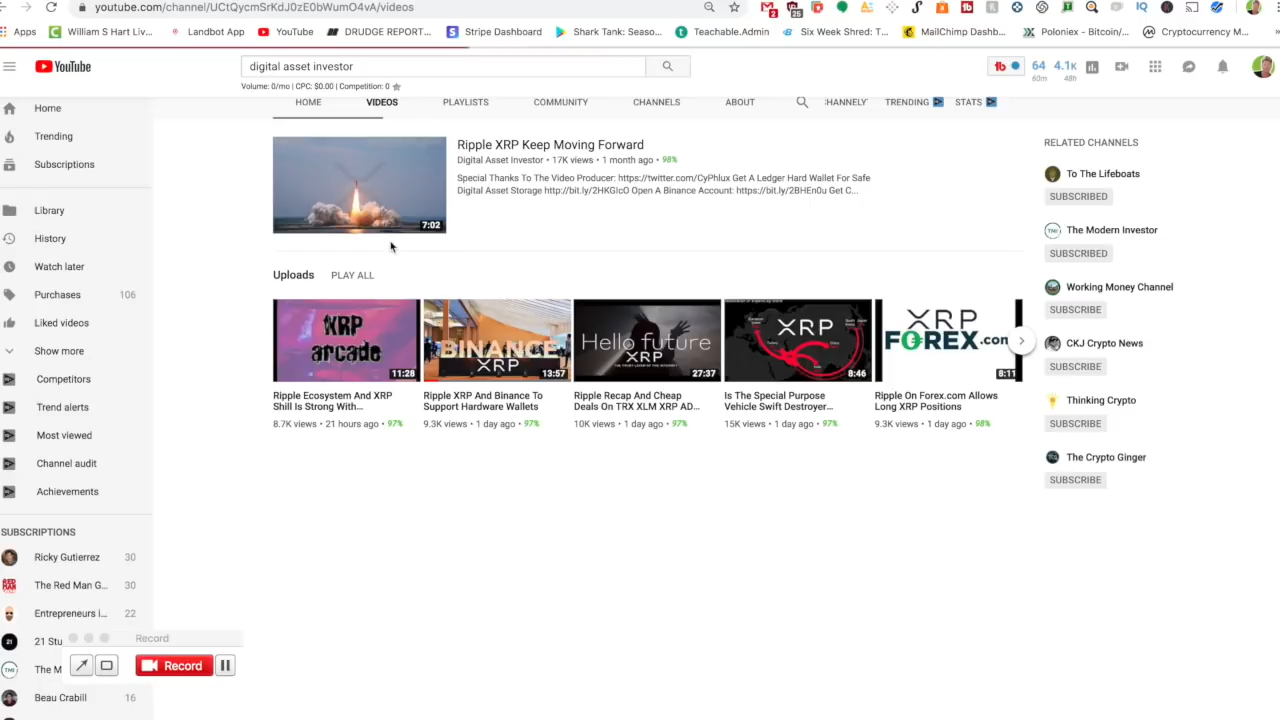 youtube.com/channel/UCtQycmSrKdJ0zE0bWumO4vA/videos
2
25
William S Hart Liv...
Landbot App
YouTube
DRUDGE REPORT...
Stripe Dashboard
Shark Tank: Seaso...
Teachable.Admin
Six Week Shred: T...
MailChimp Dashb...
Poloniex - Bitcoin/...
Cryptocurrency M...
YouTube
digital asset investor
Volume: 0/mo | CPC: $0.00 | Competition: 0
tb
64
60m
4.1K
48h
HOME
VIDEOS
PLAYLISTS
COMMUNITY
CHANNELS
ABOUT
:HANNELY
TRENDING
STATS
Home
Trending
Subscriptions
Library
History
Watch later
Purchases 106
Liked videos
Show more
Competitors
Trend alerts
Most viewed
Channel audit
Achievements
SUBSCRIPTIONS
Ricky Gutierrez 30
The Red Man G... 30
Entrepreneurs i... 22
21 Stu
The M
Beau Crabill 16
Record
Record
7:02
Ripple XRP Keep Moving Forward
Digital Asset Investor • 17K views • 1 month ago • 98%
Special Thanks To The Video Producer: https://twitter.com/CyPhlux Get A Ledger Hard Wallet For Safe
Digital Asset Storage http://bit.ly/2HKGIcO Open A Binance Account: https://bit.ly/2BHEn0u Get C...
Uploads PLAY ALL
XRP
arcade
11:28
Ripple Ecosystem And XRP
Shill Is Strong With...
8.7K views • 21 hours ago • 97%
BINANCE
XRP
13:57
Ripple XRP And Binance To
Support Hardware Wallets
9.3K views • 1 day ago • 97%
Hello future
XRP
27:37
Ripple Recap And Cheap
Deals On TRX XLM XRP AD...
10K views • 1 day ago • 97%
XRP
8:46
Is The Special Purpose
Vehicle Swift Destroyer...
15K views • 1 day ago • 97%
XRP
FOREX.com
8:11
Ripple On Forex.com Allows
Long XRP Positions
9.3K views • 1 day ago • 98%
RELATED CHANNELS
To The Lifeboats
SUBSCRIBED
The Modern Investor
SUBSCRIBED
Working Money Channel
SUBSCRIBE
CKJ Crypto News
SUBSCRIBE
Thinking Crypto
SUBSCRIBE
The Crypto Ginger
SUBSCRIBE